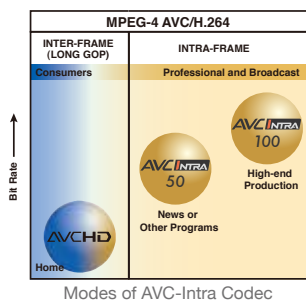 MPEG-4 AVC/H.264
INTER-FRAME
(LONG GOP)
INTRA-FRAME
Consumers
Professional and Broadcast
Bit Rate
AVC INTRA
100
High-end
Production
AVC INTRA
50
News or
Other Programs
AVCHD
Home
Modes of AVC-Intra Codec